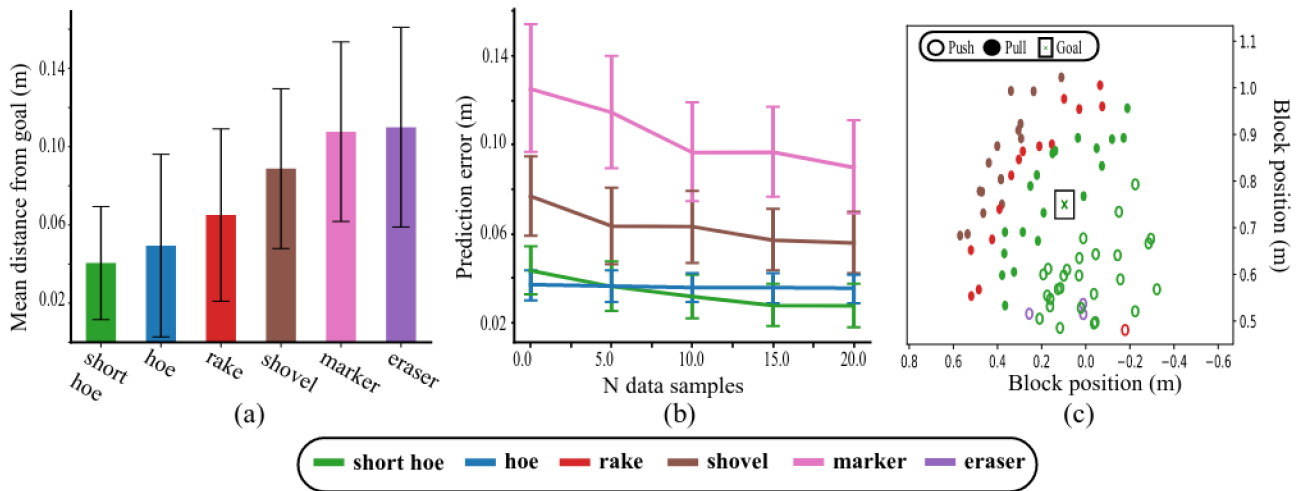 Mean distance from goal (m)
0.14
0.10
0.06
0.02
short hoe
hoe
rake
shovel
marker
eraser
(a)
Prediction error (m)
0.14
0.10
0.06
0.02
0.0
5.0
10.0
15.0
20.0
N data samples
(b)
Push
Pull
Goal
1.1
1.0
0.9
0.8
0.7
0.6
0.5
Block position (m)
0.8
0.6
0.4
0.2
0.0
−0.2
−0.4
−0.6
Block position (m)
(c)
short hoe
hoe
rake
shovel
marker
eraser